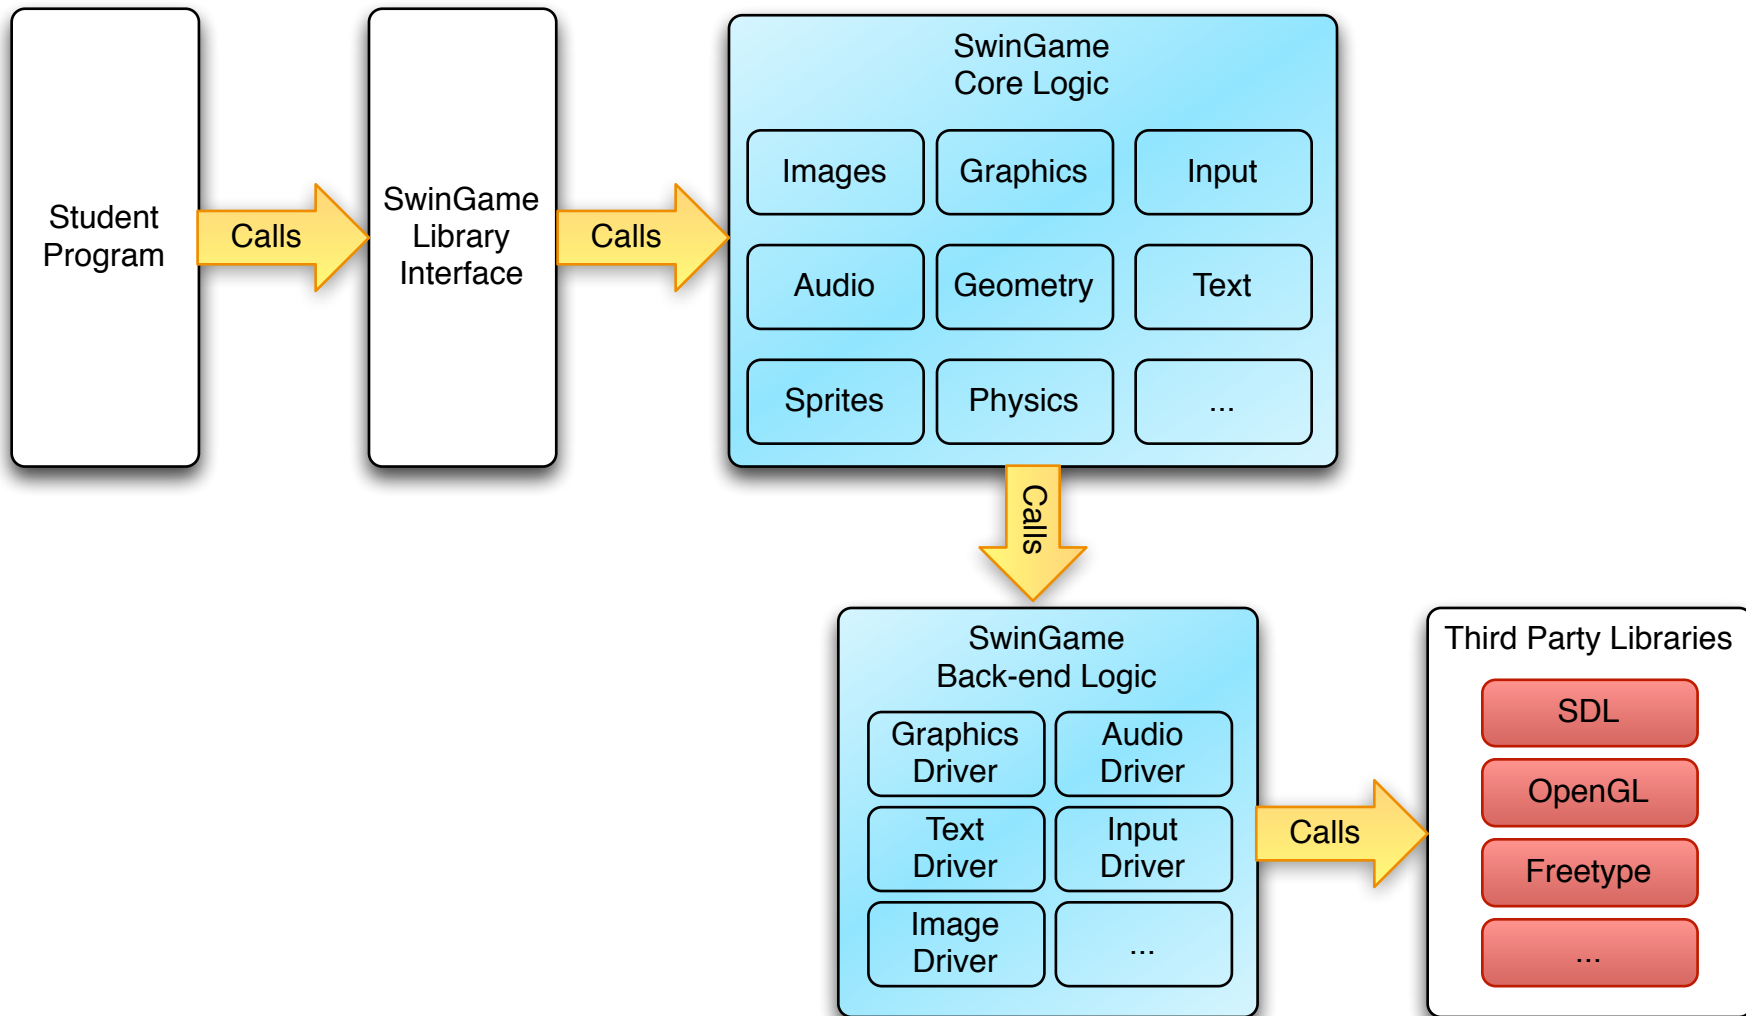 Student
Program
Calls
SwinGame
Library
Interface
Calls
SwinGame
Core Logic
Images
Graphics
Input
Audio
Geometry
Text
Sprites
Physics
...
Calls
SwinGame
Back-end Logic
Graphics
Driver
Audio
Driver
Text
Driver
Input
Driver
Image
Driver
...
Calls
Third Party Libraries
SDL
OpenGL
Freetype
...